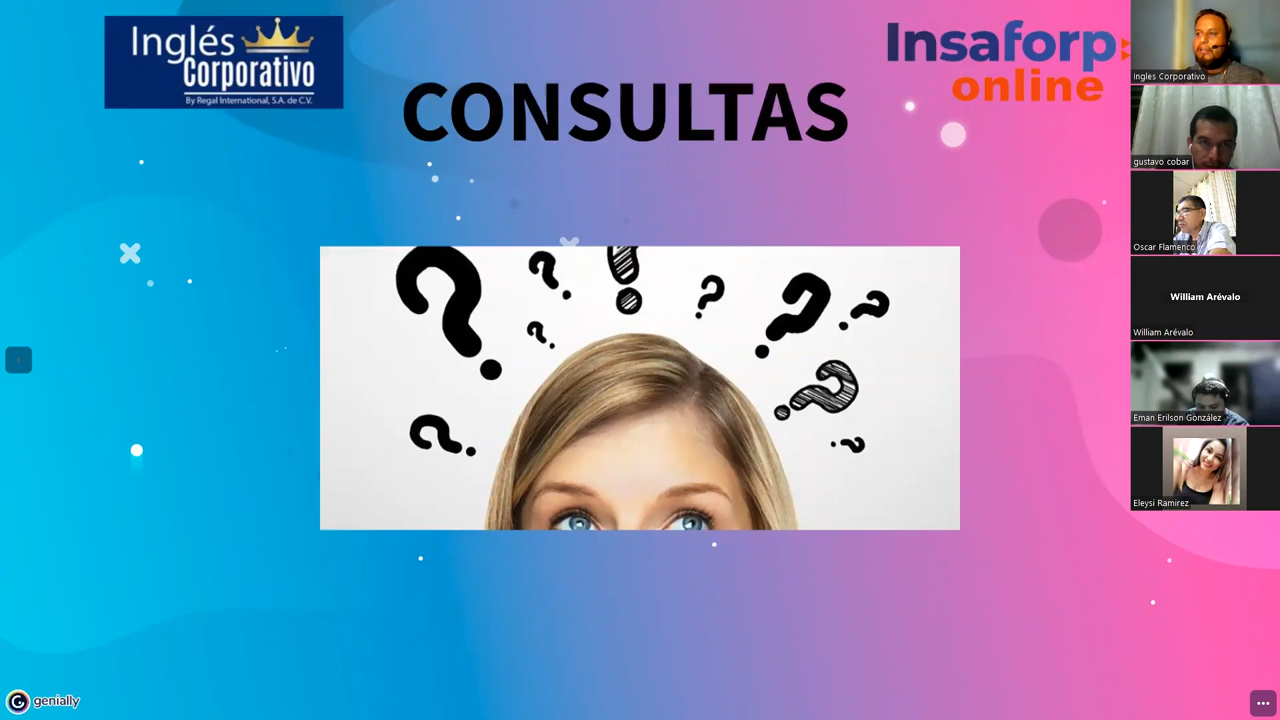 Inglés
Corporativo
By Regal International, S.A. de C.V.
CONSULTAS
Insaforp
online
Ingles Corporativo
gustavo cobar
Oscar Flamenco
William Arévalo
William Arévalo
Eman Erilson González
Eleysi Ramirez
genially